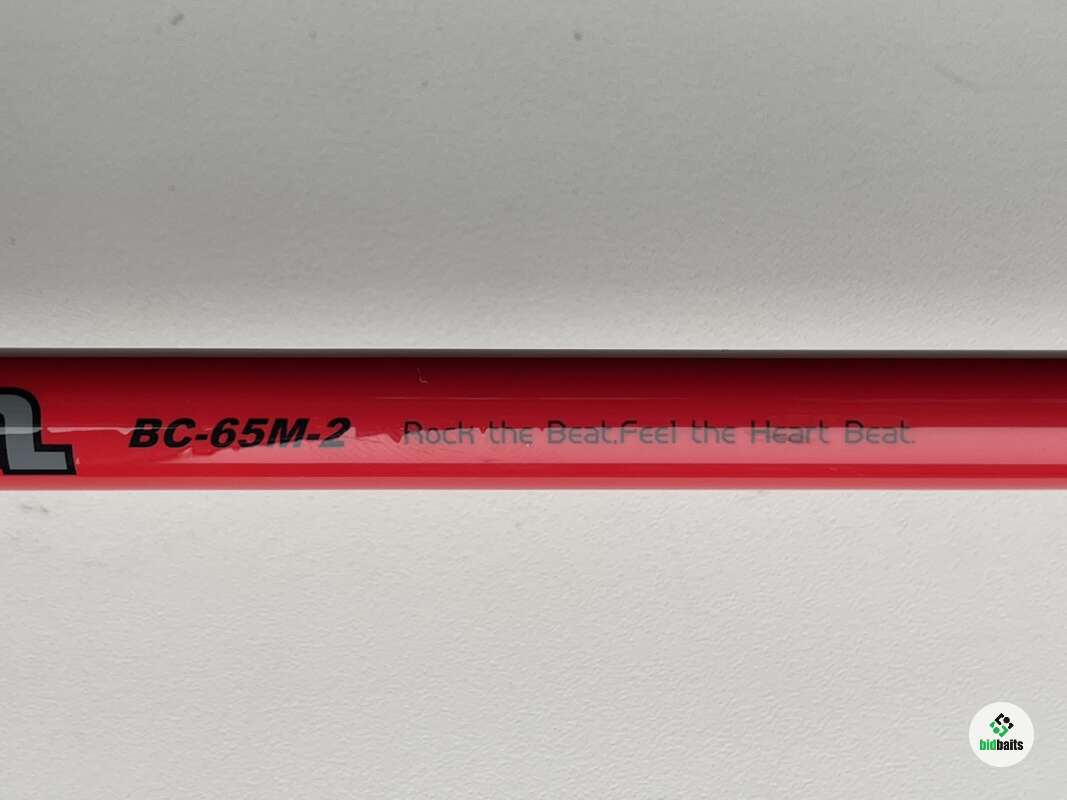 BC-65M-2 Rock the Beat.Feel the Heart Beat.
bidbaits